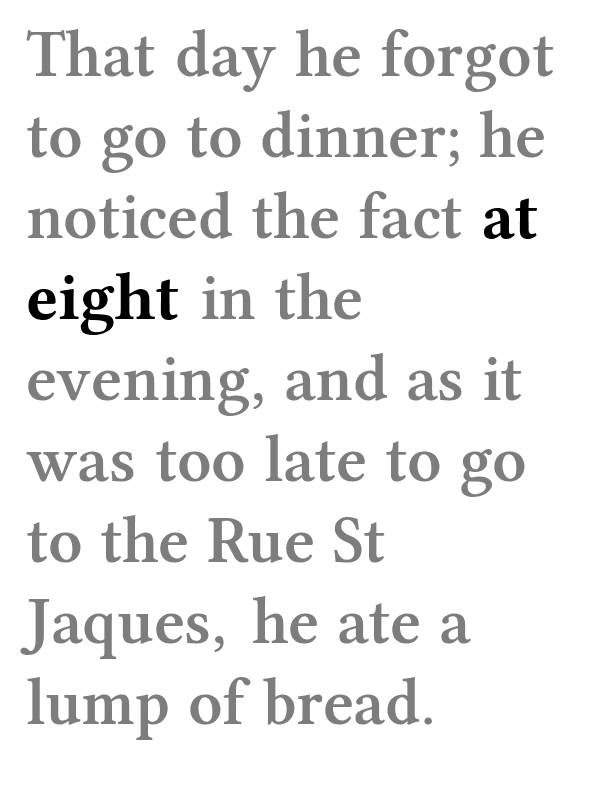 That day he forgot
to go to dinner; he
noticed the fact at
eight in the
evening, and as it
was too late to go
to the Rue St
Jaques, he ate a
lump of bread.